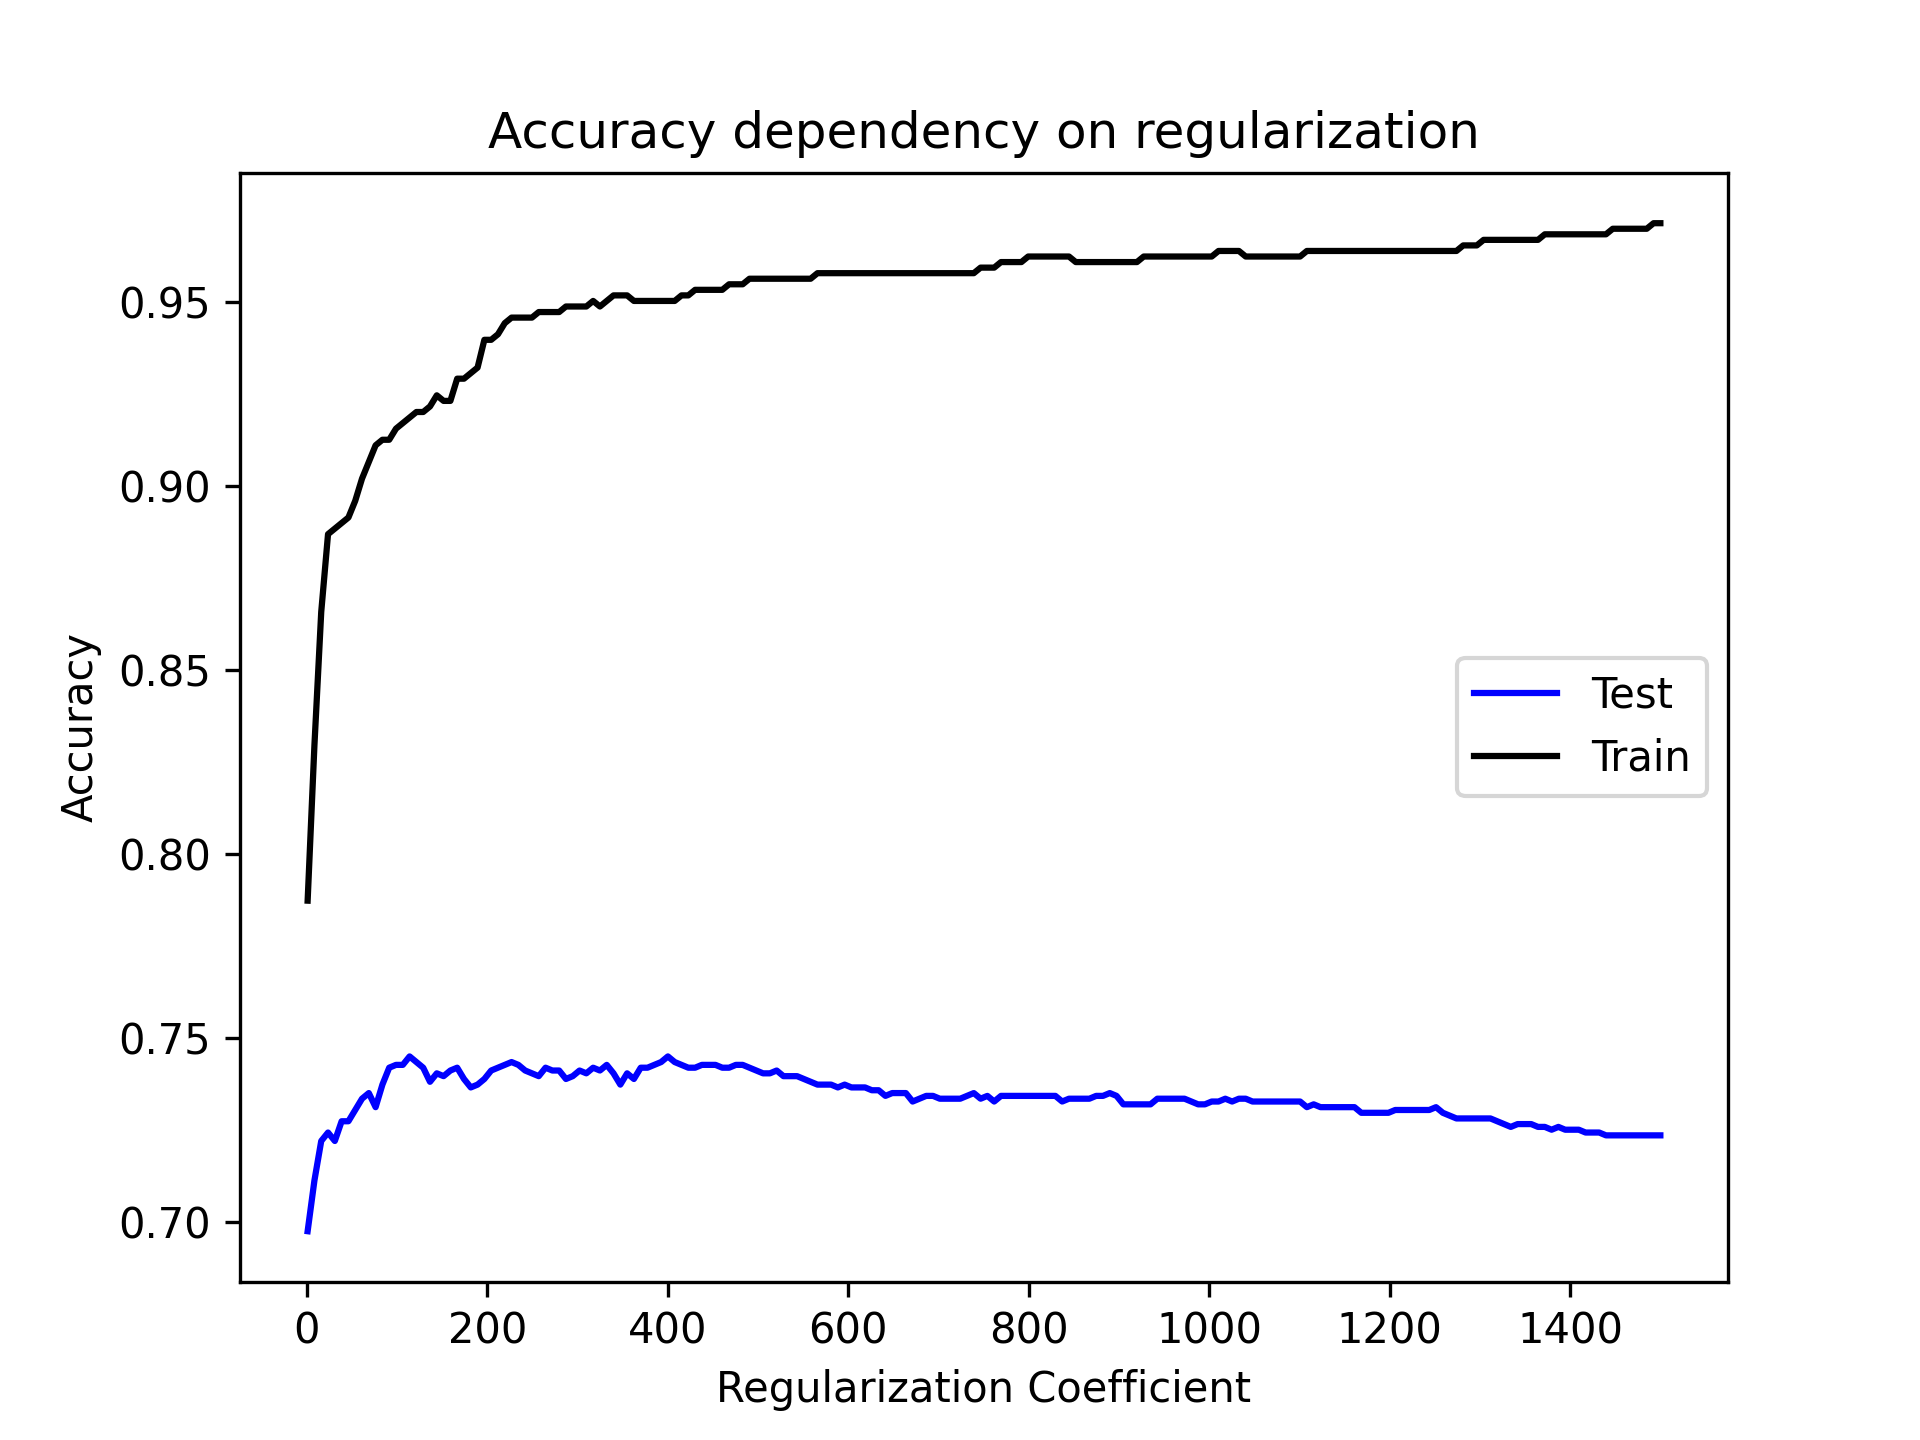 Accuracy dependency on regularization
Accuracy
0.95
0.90
0.85
0.80
0.75
0.70
Test
Train
0 200 400 600 800 1000 1200 1400
Regularization Coefficient